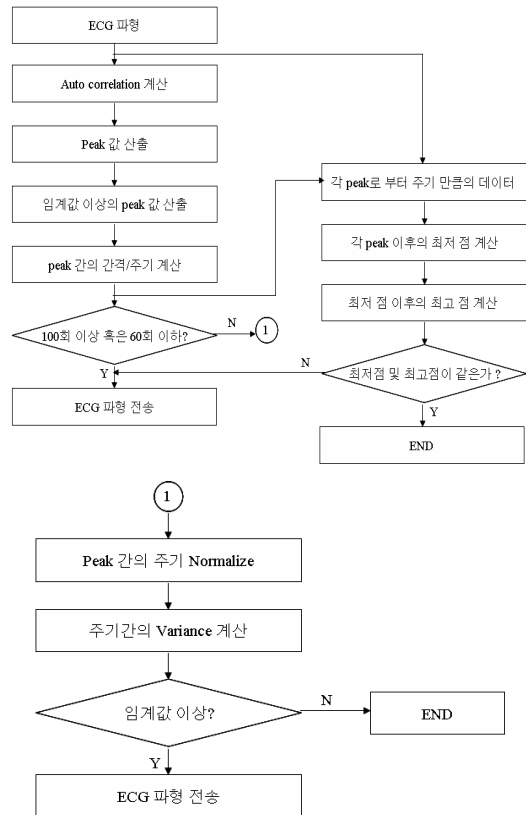 ECG 파형
Auto correlation 계산
Peak 값 산출
임계값 이상의 peak 값 산출
peak 간의 간격/주기 계산
100회 이상 혹은 60회 이하?
N
1
Y
ECG 파형 전송
각 peak로 부터 주기 만큼의 데이터
각 peak 이후의 최저 점 계산
최저 점 이후의 최고 점 계산
최저점 및 최고점이 같은가 ?
N
Y
END
1
Peak 간의 주기 Normalize
주기간의 Variance 계산
임계값 이상?
N
END
Y
ECG 파형 전송